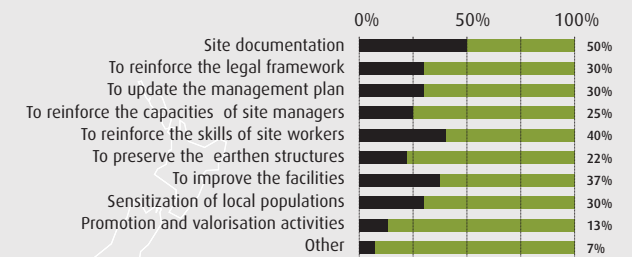 0% 50% 100%
Site documentation 50%
To reinforce the legal framework 30%
To update the management plan 30%
To reinforce the capacities of site managers 25%
To reinforce the skills of site workers 40%
To preserve the earthen structures 22%
To improve the facilities 37%
Sensitization of local populations 30%
Promotion and valorisation activities 13%
Other 7%